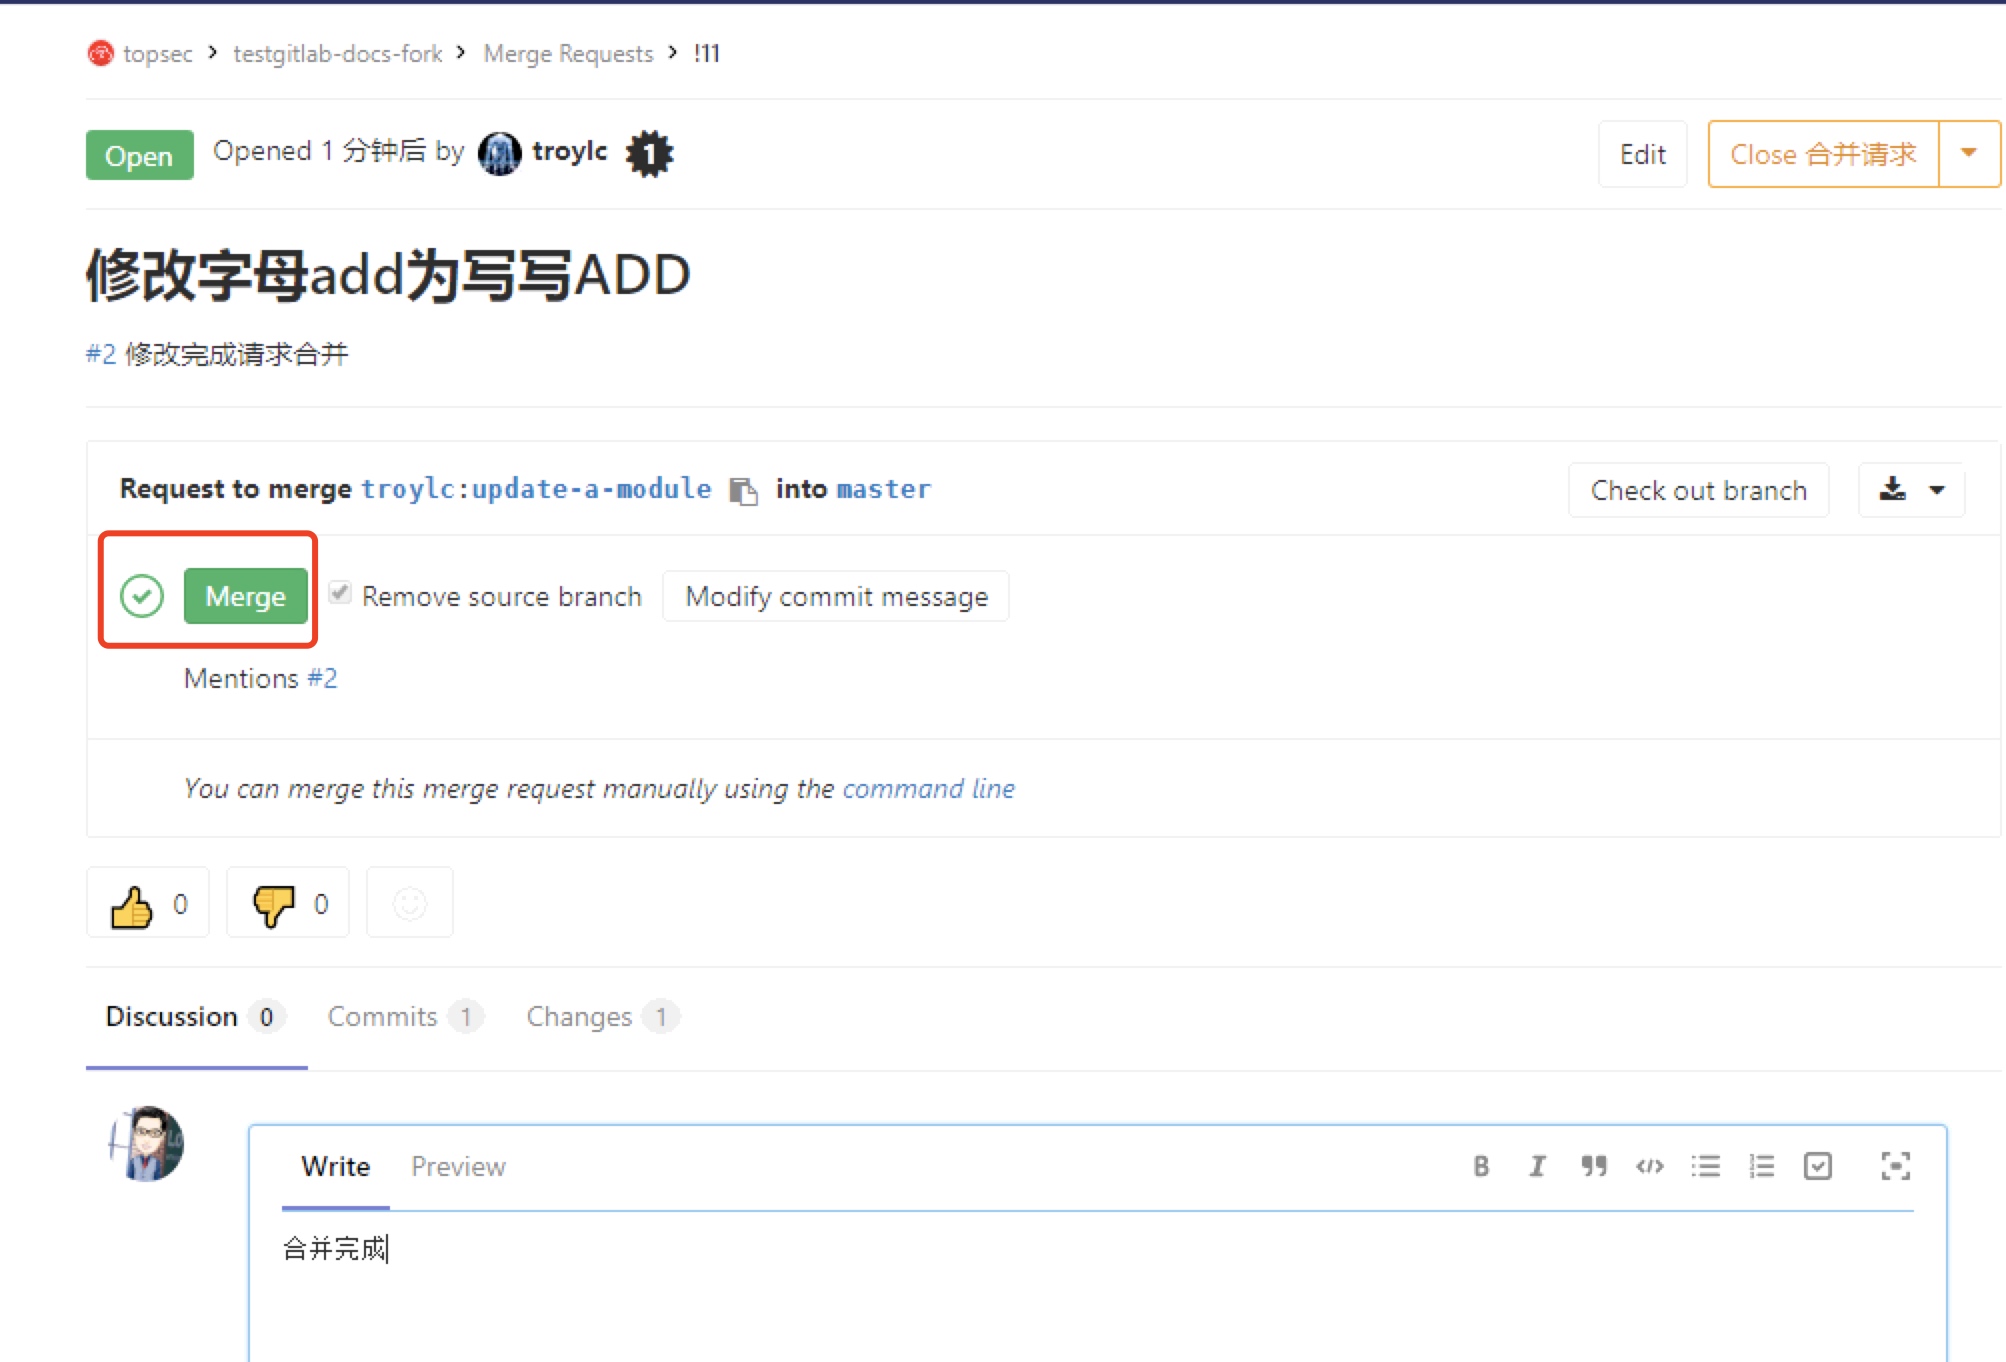 topsec > testgitlab-docs-fork > Merge Requests > !11
Open Opened 1 分钟后 by troylc 1 Edit Close 合并请求
修改字母add为写写ADD
#2 修改完成请求合并
Request to merge troylc:update-a-module into master Check out branch
Merge Remove source branch Modify commit message
Mentions #2
You can merge this merge request manually using the command line
0 0
Discussion 0 Commits 1 Changes 1
Write Preview
合并完成